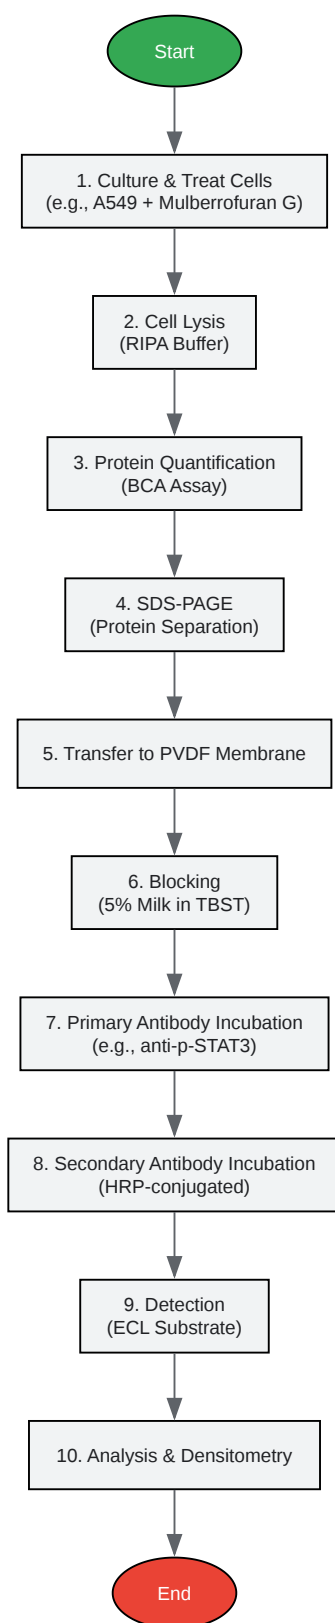 Start
1. Culture & Treat Cells
(e.g., A549 + Mulberrofuran G)
2. Cell Lysis
(RIPA Buffer)
3. Protein Quantification
(BCA Assay)
4. SDS-PAGE
(Protein Separation)
5. Transfer to PVDF Membrane
6. Blocking
(5% Milk in TBST)
7. Primary Antibody Incubation
(e.g., anti-p-STAT3)
8. Secondary Antibody Incubation
(HRP-conjugated)
9. Detection
(ECL Substrate)
10. Analysis & Densitometry
End